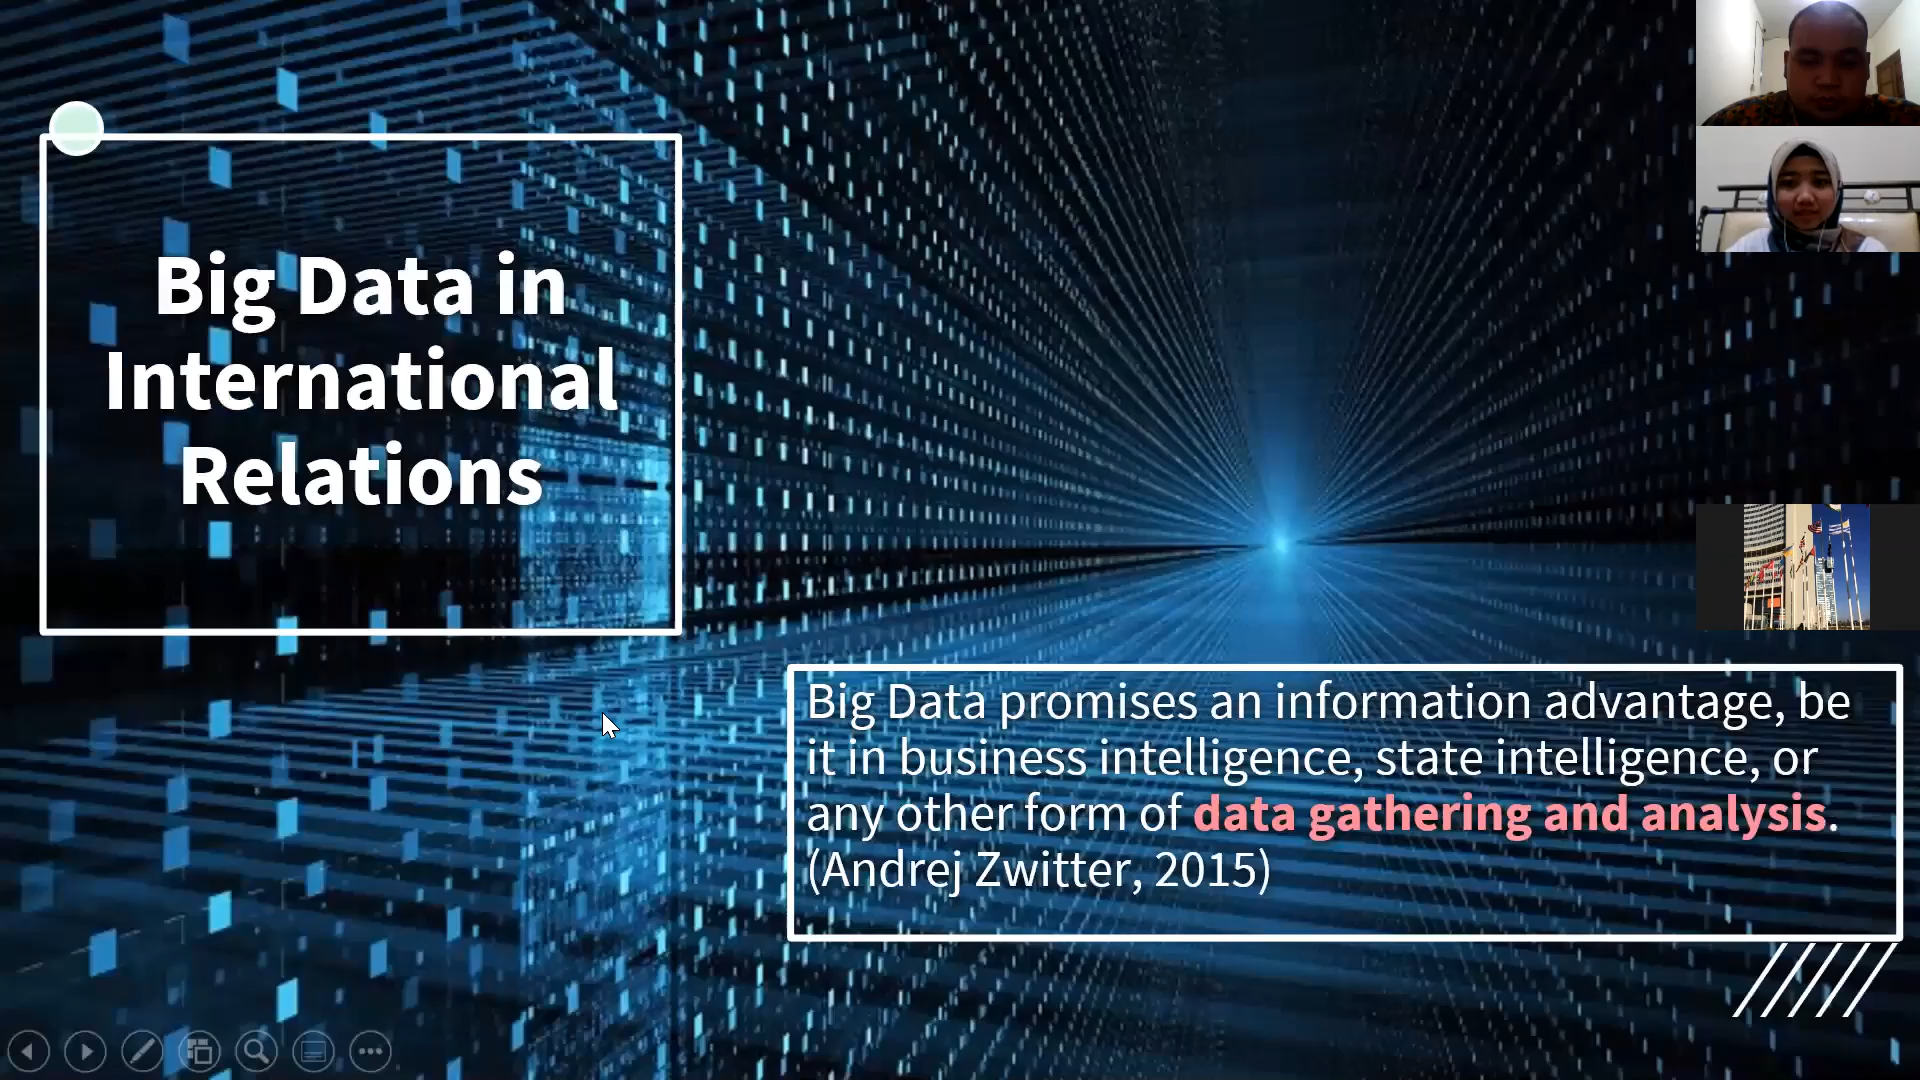 Big Data in
International
Relations
Big Data promises an information advantage, be
it in business intelligence, state intelligence, or
any other form of data gathering and analysis.
(Andrej Zwitter, 2015)